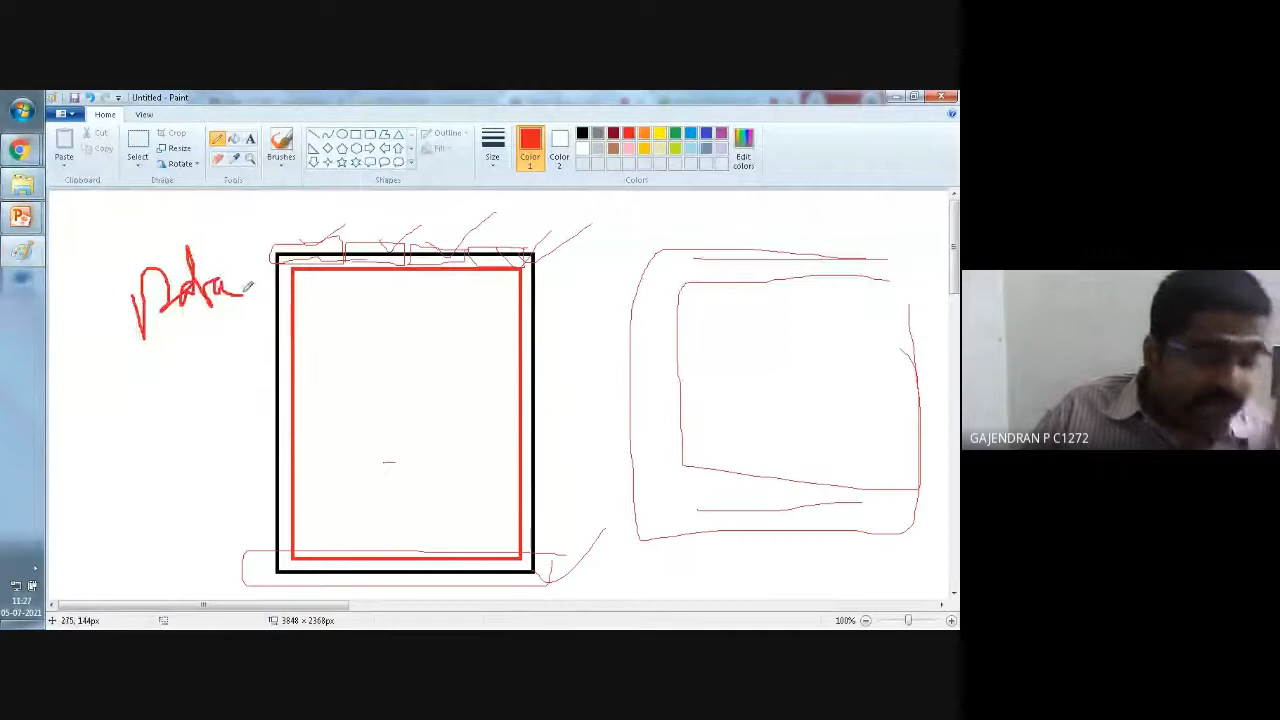 Untitled - Paint
Home
View
Paste
Cut
Copy
Clipboard
Select
Crop
Resize
Rotate
Image
Tools
Brushes
Shapes
Outline
Fill
Size
Color 1
Color 2
Edit colors
Colors
Data
GAJENDRAN P C1272
11:27
05-07-2021
275, 144px
3848 × 2368px
100%